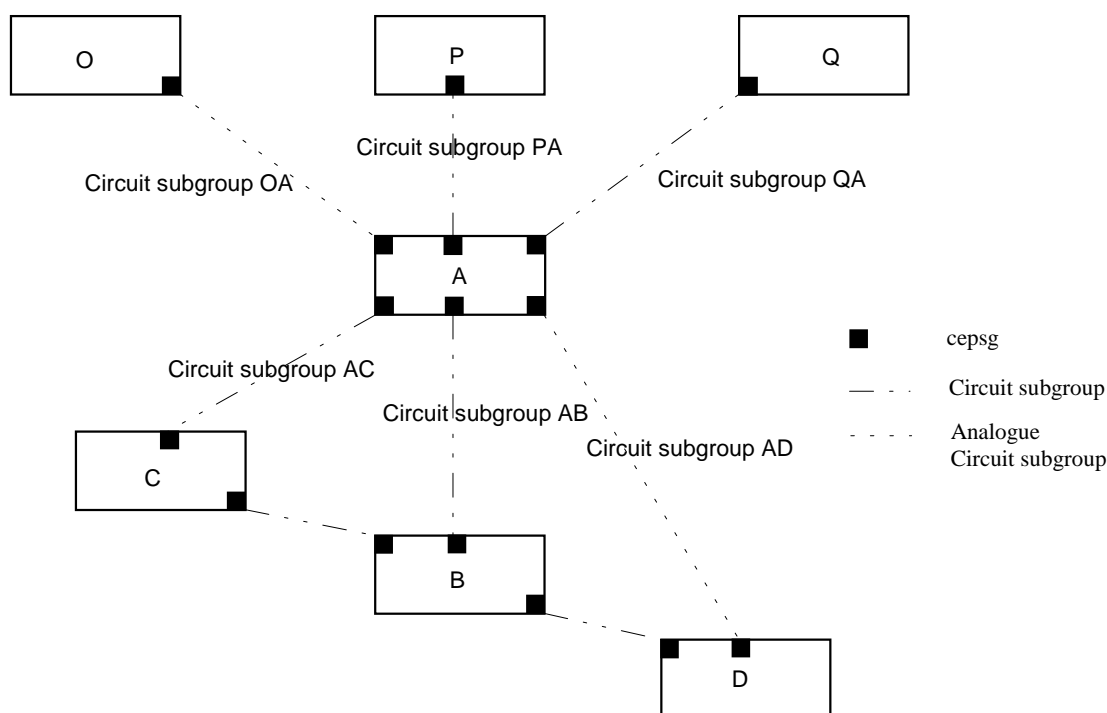 O
P
Q
Circuit subgroup PA
Circuit subgroup OA
Circuit subgroup QA
A
cepsg
Circuit subgroup AC
Circuit subgroup
Circuit subgroup AB
Analogue
Circuit subgroup
Circuit subgroup AD
C
B
D